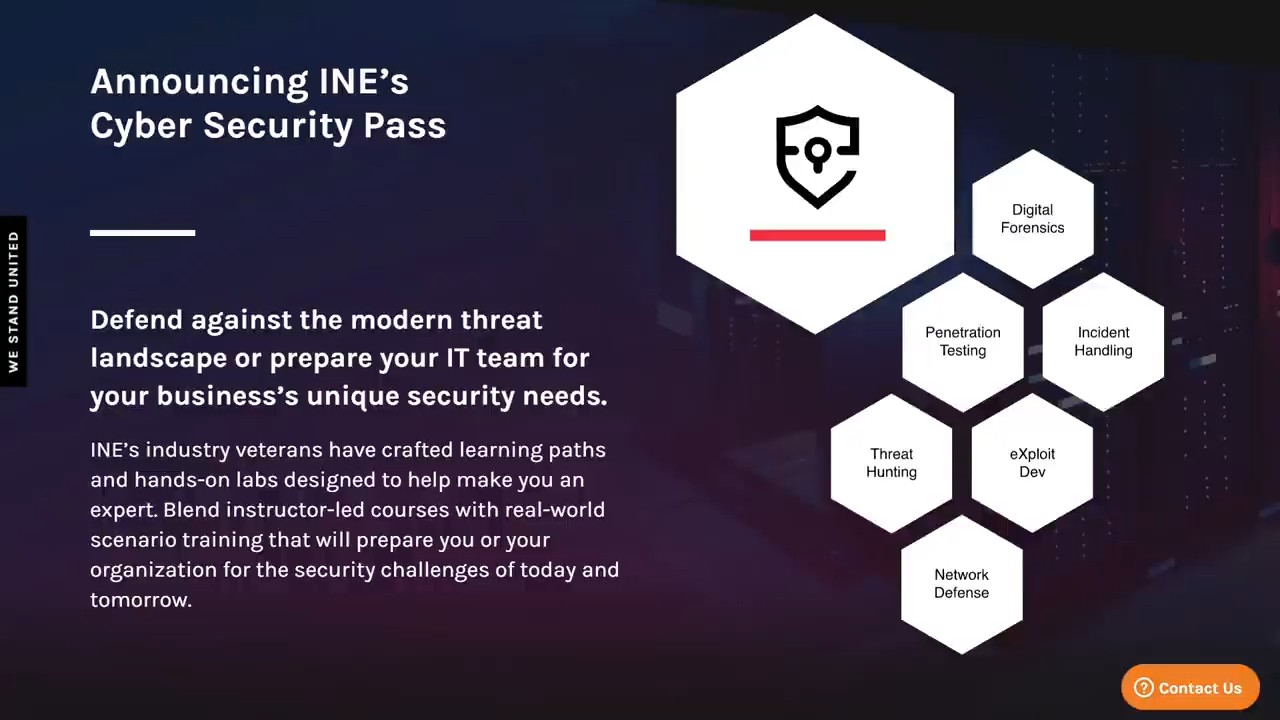 Announcing INE’s
Cyber Security Pass
WE STAND UNITED
Defend against the modern threat
landscape or prepare your IT team for
your business’s unique security needs.
INE’s industry veterans have crafted learning paths
and hands-on labs designed to help make you an
expert. Blend instructor-led courses with real-world
scenario training that will prepare you or your
organization for the security challenges of today and
tomorrow.
Digital
Forensics
Penetration
Testing
Incident
Handling
Threat
Hunting
eXploit
Dev
Network
Defense
Contact Us